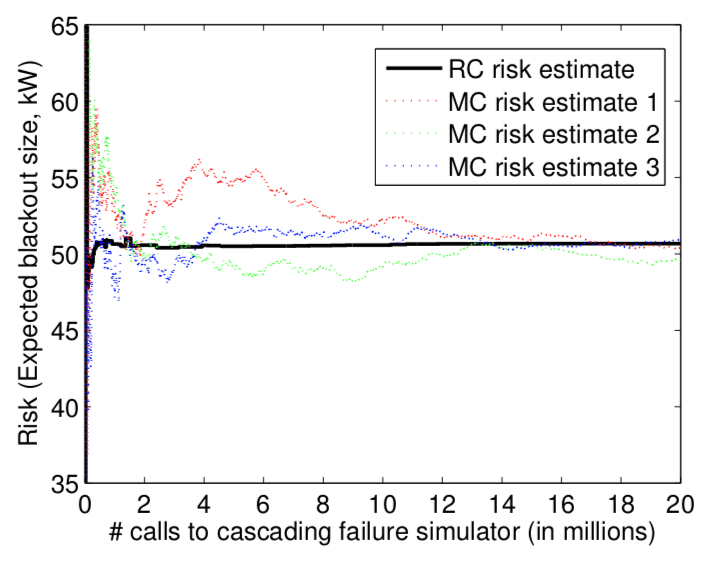 65
60
55
50
45
40
35
Risk (Expected blackout size, kW)
RC risk estimate
MC risk estimate 1
MC risk estimate 2
MC risk estimate 3
0 2 4 6 8 10 12 14 16 18 20
# calls to cascading failure simulator (in millions)